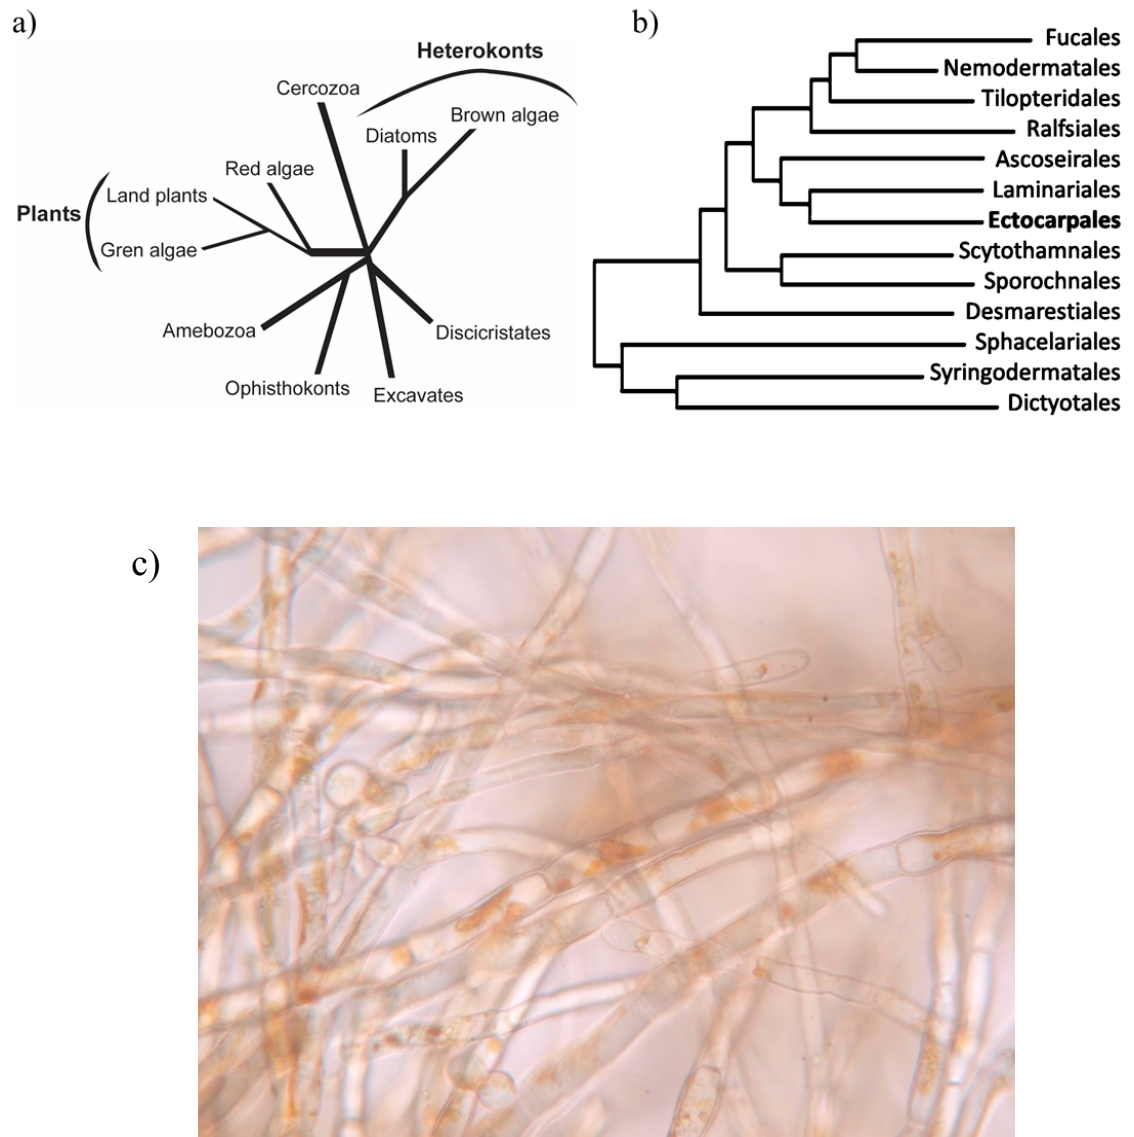 a)
Heterokonts
Cercozoa
Brown algae
Diatoms
Red algae
Land plants
Plants
Gren algae
Amebozoa
Discicristates
Ophisthokonts
Excavates
b)
Fucales
Nemodermatales
Tilopteridales
Ralfsiales
Ascoseirales
Laminariales
Ectocarpales
Scytothamnales
Sporochnales
Desmarestiales
Sphacelariales
Syringodermatales
Dictyotales
c)